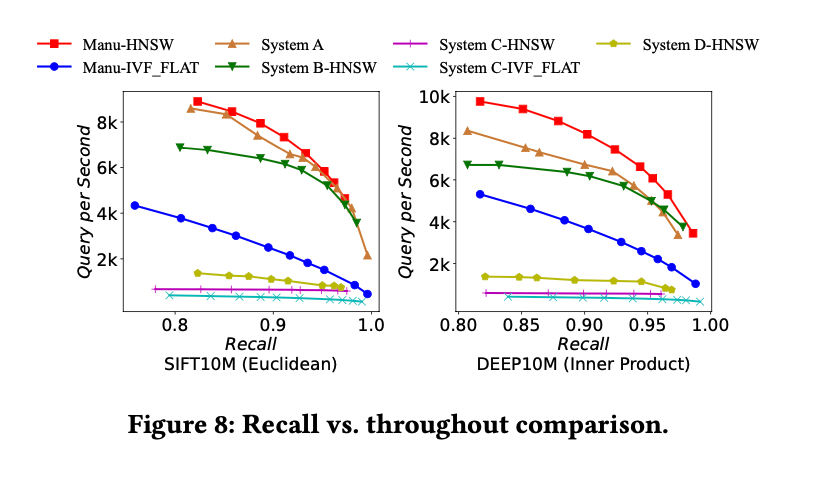 Manu-HNSW System A System C-HNSW System D-HNSW
Manu-IVF_FLAT System B-HNSW System C-IVF_FLAT
Query per Second
8k
6k
4k
2k
0.8 0.9 1.0
Recall
SIFT10M (Euclidean)
Query per Second
10k
8k
6k
4k
2k
0.80 0.85 0.90 0.95 1.00
Recall
DEEP10M (Inner Product)
Figure 8: Recall vs. throughout comparison.